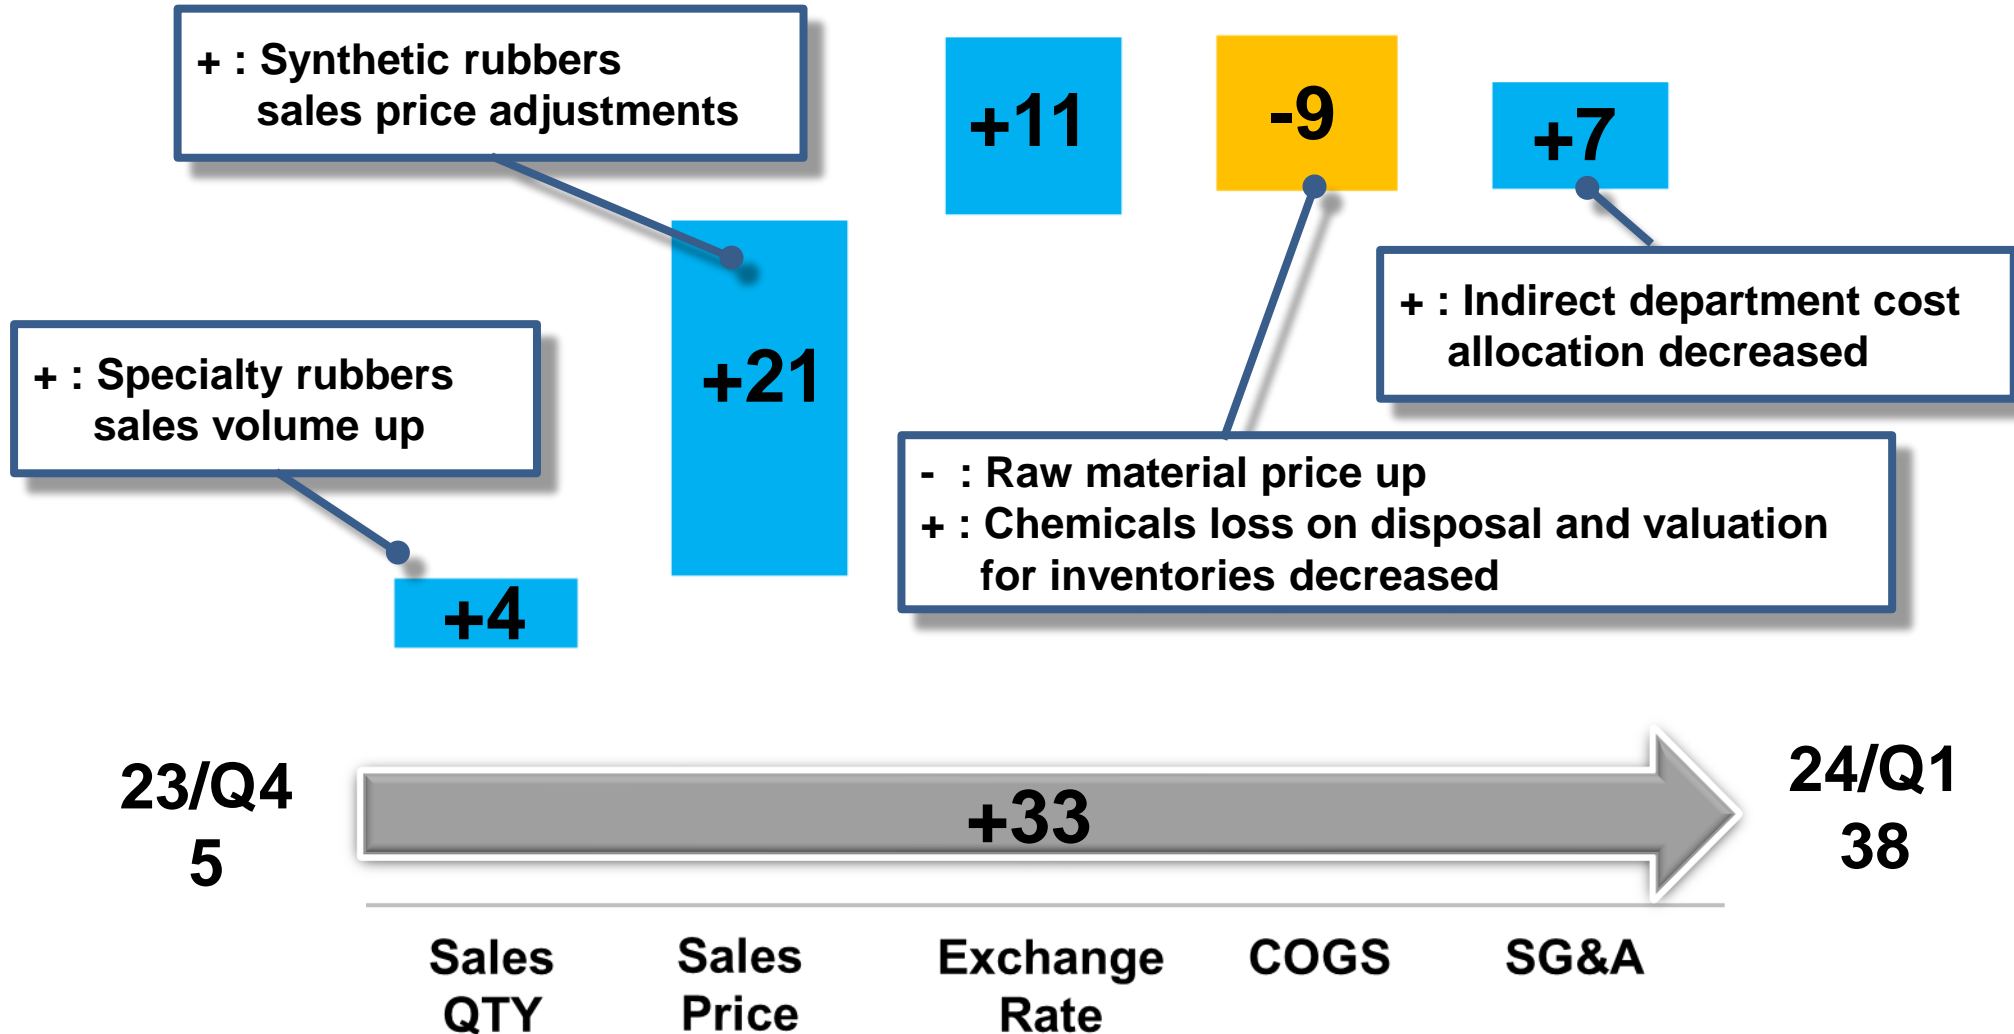 + : Synthetic rubbers
sales price adjustments
+11
-9
+7
+ : Indirect department cost
allocation decreased
+ : Specialty rubbers
sales volume up
+21
- : Raw material price up
+ : Chemicals loss on disposal and valuation
for inventories decreased
+4
23/Q4
5
+33
24/Q1
38
Sales
QTY
Sales
Price
Exchange
Rate
COGS
SG&A